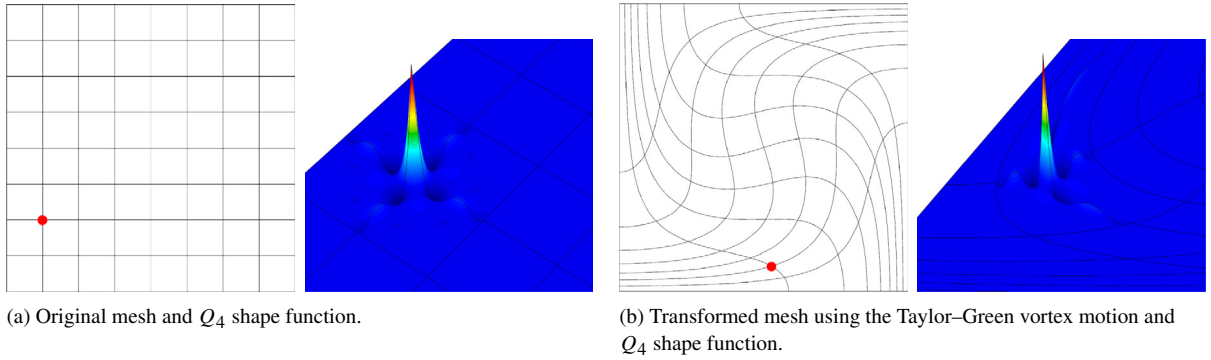 (a) Original mesh and Q₄ shape function.
(b) Transformed mesh using the Taylor–Green vortex motion and
Q₄ shape function.